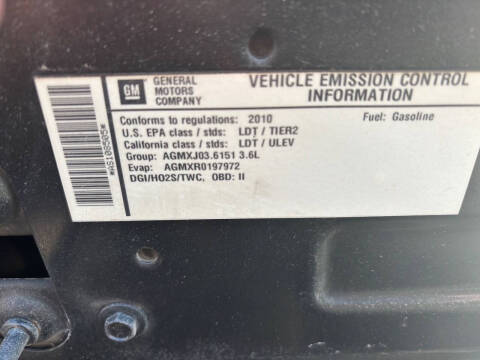 GM
GENERAL MOTORS COMPANY
VEHICLE EMISSION CONTROL
INFORMATION
Conforms to regulations: 2010
Fuel: Gasoline
U.S. EPA class / stds: LDT / TIER2
California class / stds: LDT / ULEV
Group: AGMXJ03.6151 3.6L
Evap: AGMXR0197972
DGI/HO2S/TWC, OBD: II
*AS108505*